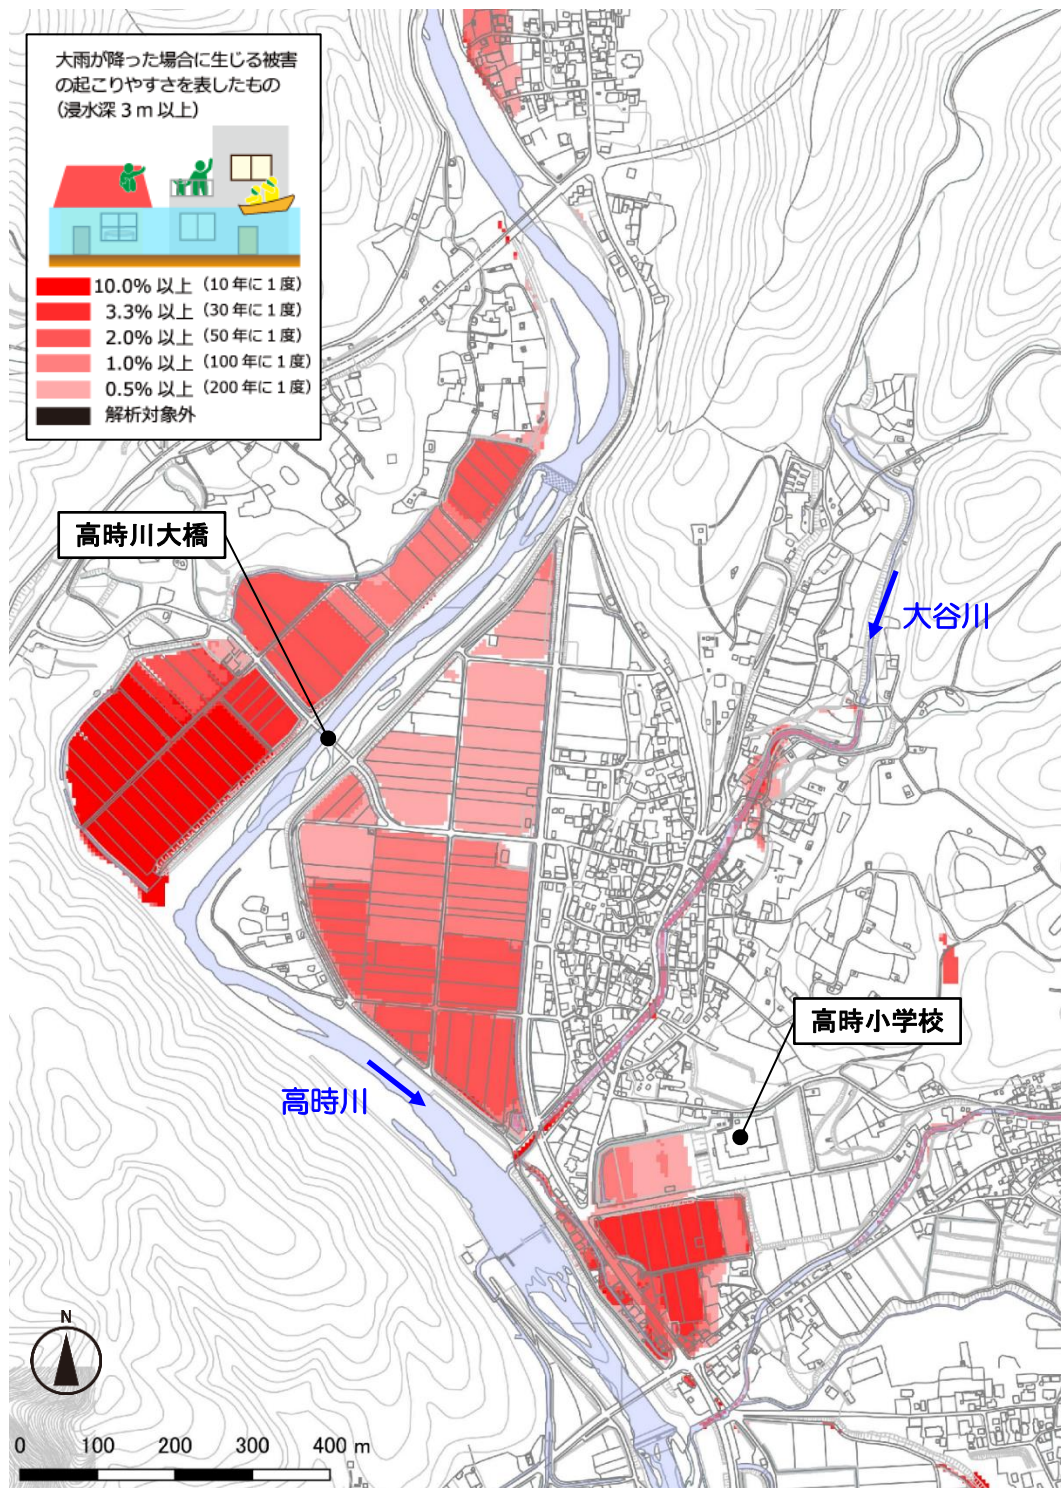 大雨が降った場合に生じる被害
の起こりやすさを表したもの
（浸水深３ｍ以上）
10.0% 以上（10 年に１度）
3.3% 以上（30 年に１度）
2.0% 以上（50 年に１度）
1.0% 以上（100 年に１度）
0.5% 以上（200 年に１度）
解析対象外
高時川大橋
大谷川
高時小学校
高時川
N
0 100 200 300 400 m